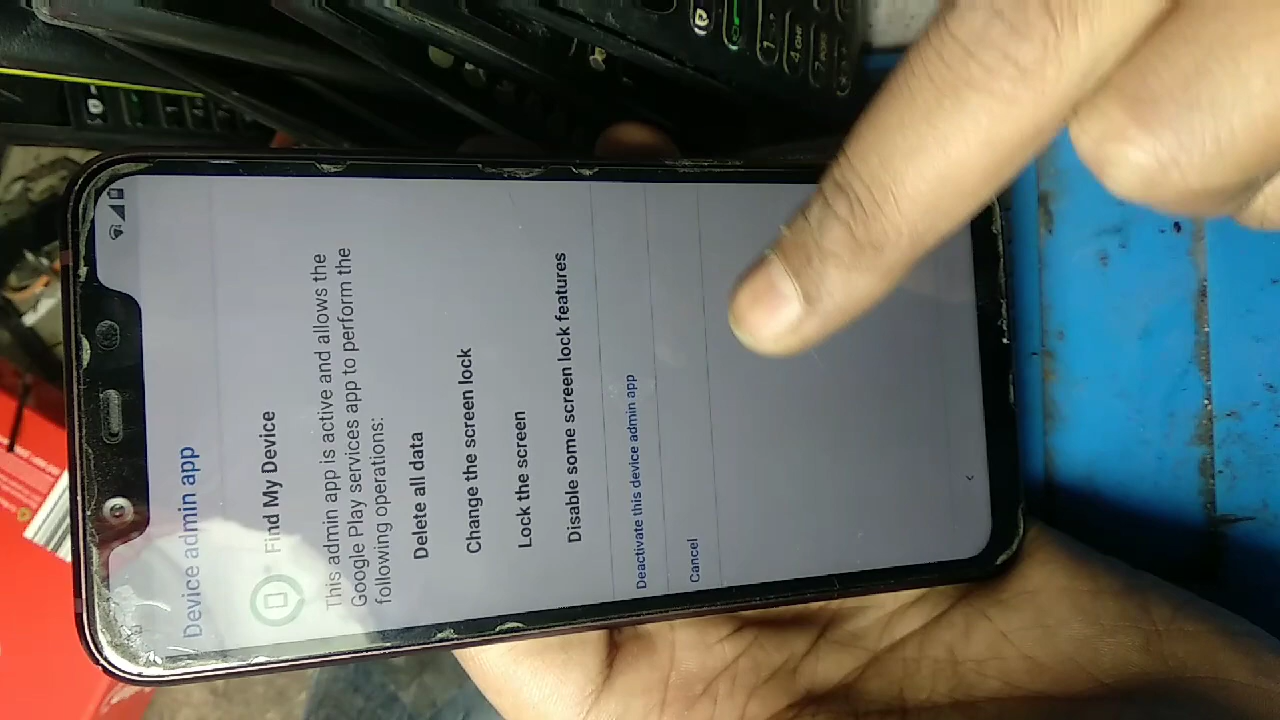 Device admin app
Find My Device
This admin app is active and allows the
Google Play services app to perform the
following operations:
Delete all data
Change the screen lock
Lock the screen
Disable some screen lock features
Deactivate this device admin app
Cancel